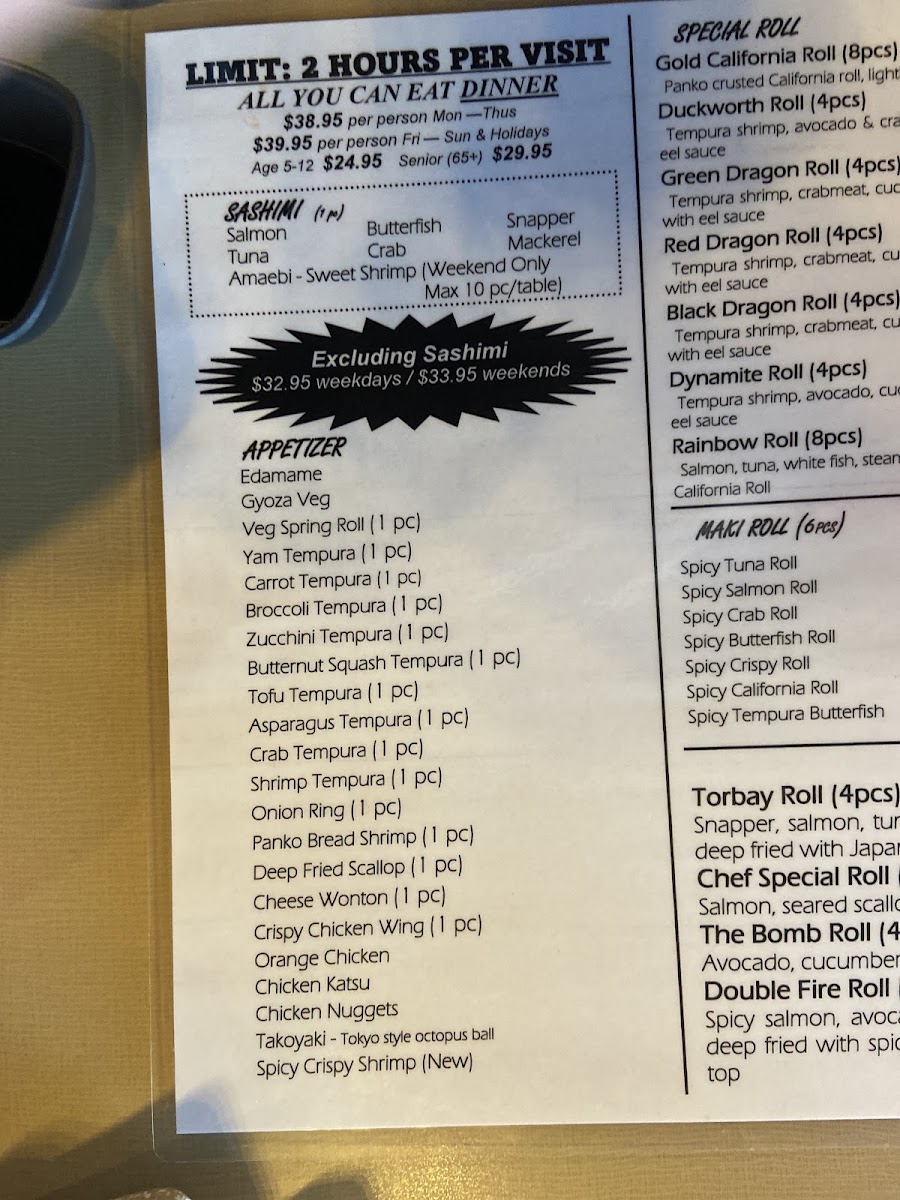 LIMIT: 2 HOURS PER VISIT
ALL YOU CAN EAT DINNER
$38.95 per person Mon —Thus
$39.95 per person Fri— Sun & Holidays
Age 5-12 $24.95 Senior (65+) $29.95
SASHIMI (1 pc)
Salmon Butterfish Snapper
Tuna Crab Mackerel
Amaebi - Sweet Shrimp (Weekend Only
Max 10 pc/table)
Excluding Sashimi
$32.95 weekdays / $33.95 weekends
APPETIZER
Edamame
Gyoza Veg
Veg Spring Roll (1 pc)
Yam Tempura (1 pc)
Carrot Tempura (1 pc)
Broccoli Tempura (1 pc)
Zucchini Tempura (1 pc)
Butternut Squash Tempura (1 pc)
Tofu Tempura (1 pc)
Asparagus Tempura (1 pc)
Crab Tempura (1 pc)
Shrimp Tempura (1 pc)
Onion Ring (1 pc)
Panko Bread Shrimp (1 pc)
Deep Fried Scallop (1 pc)
Cheese Wonton (1 pc)
Crispy Chicken Wing (1 pc)
Orange Chicken
Chicken Katsu
Chicken Nuggets
Takoyaki - Tokyo style octopus ball
Spicy Crispy Shrimp (New)
SPECIAL ROLL
Gold California Roll (8pcs)
Panko crusted California roll, light
Duckworth Roll (4pcs)
Tempura shrimp, avocado & cra
eel sauce
Green Dragon Roll (4pcs)
Tempura shrimp, crabmeat, cuc
with eel sauce
Red Dragon Roll (4pcs)
Tempura shrimp, crabmeat, cu
with eel sauce
Black Dragon Roll (4pcs)
Tempura shrimp, crabmeat, cu
with eel sauce
Dynamite Roll (4pcs)
Tempura shrimp, avocado, cuc
eel sauce
Rainbow Roll (8pcs)
Salmon, tuna, white fish, stean
California Roll
MAKI ROLL (6PCS)
Spicy Tuna Roll
Spicy Salmon Roll
Spicy Crab Roll
Spicy Butterfish Roll
Spicy Crispy Roll
Spicy California Roll
Spicy Tempura Butterfish
Torbay Roll (4pcs)
Snapper, salmon, tun
deep fried with Japan
Chef Special Roll (
Salmon, seared scallo
The Bomb Roll (4
Avocado, cucumber
Double Fire Roll (
Spicy salmon, avoca
deep fried with spic
top